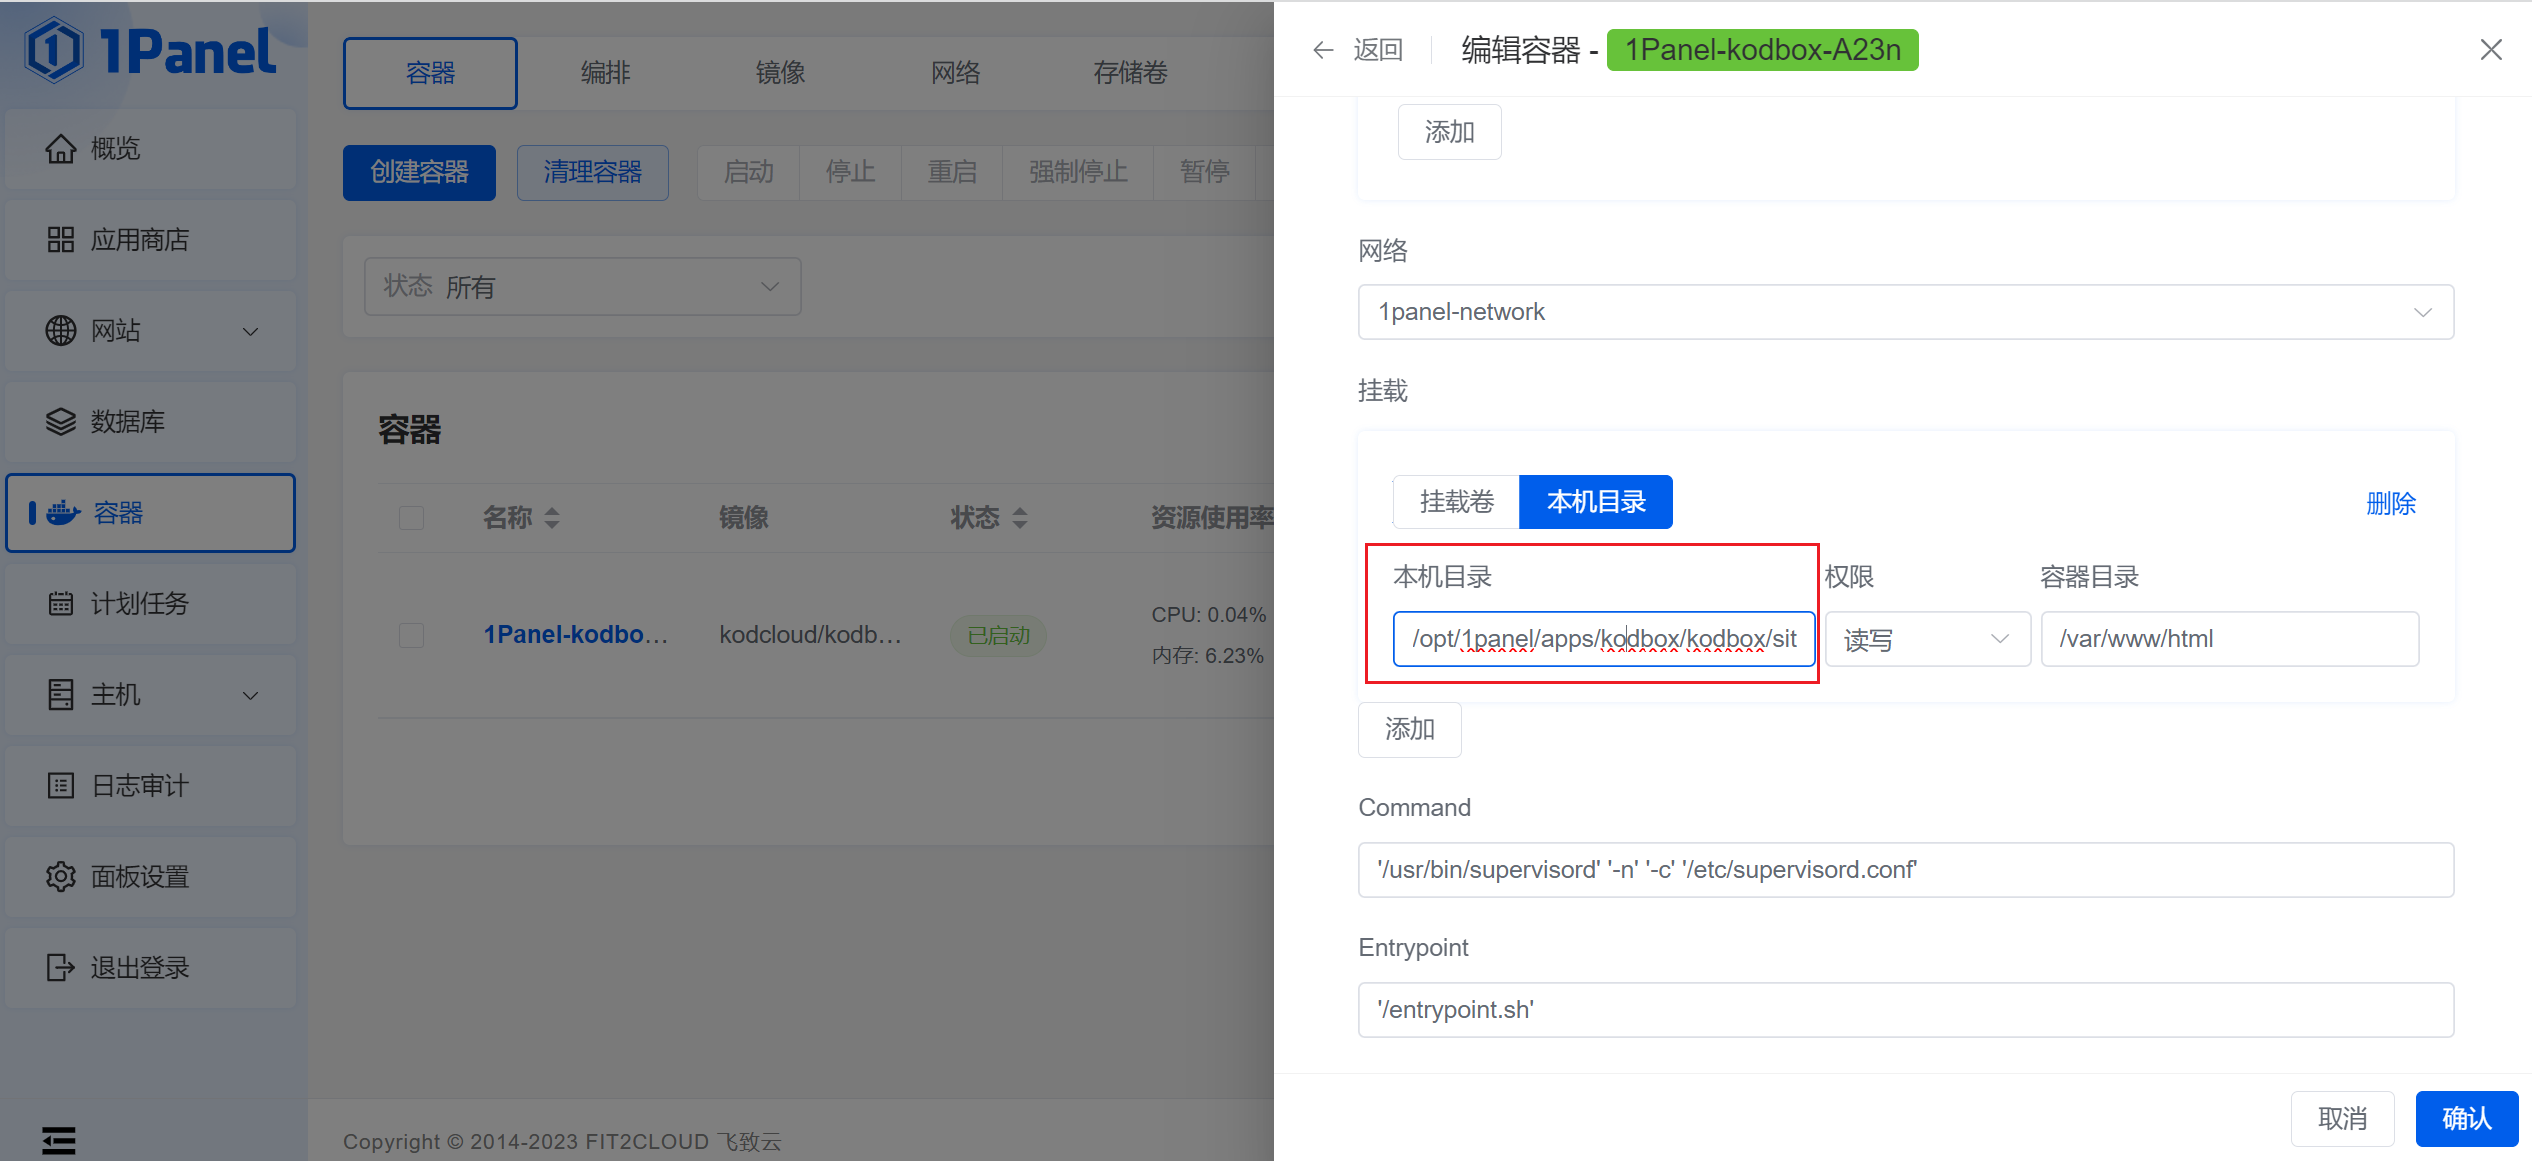 1Panel
概览
应用商店
网站
数据库
容器
计划任务
主机
日志审计
面板设置
退出登录
容器
编排
镜像
网络
存储卷
创建容器
清理容器
启动
停止
重启
强制停止
暂停
状态 所有
容器
名称
镜像
状态
资源使用率
1Panel-kodbo...
kodcloud/kodb...
已启动
CPU: 0.04%
内存: 6.23%
Copyright © 2014-2023 FIT2CLOUD 飞致云
返回
编辑容器 - 1Panel-kodbox-A23n
添加
网络
1panel-network
挂载
挂载卷
本机目录
删除
本机目录
权限
容器目录
/opt/1panel/apps/kodbox/kodbox/sit
读写
/var/www/html
添加
Command
'/usr/bin/supervisord' '-n' '-c' '/etc/supervisord.conf'
Entrypoint
'/entrypoint.sh'
取消
确认